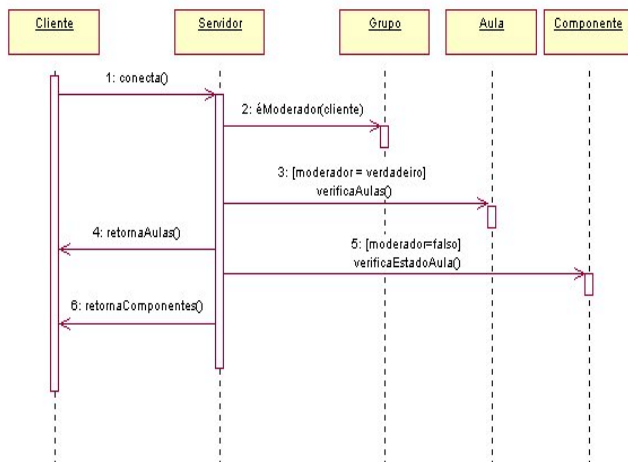 Cliente
Servidor
Grupo
Aula
Componente
1: conecta()
2: éModerador(cliente)
3: [moderador = verdadeiro]
verificaAulas()
4: retornaAulas()
5: [moderador=falso]
verificaEstadoAula()
6: retornaComponentes()